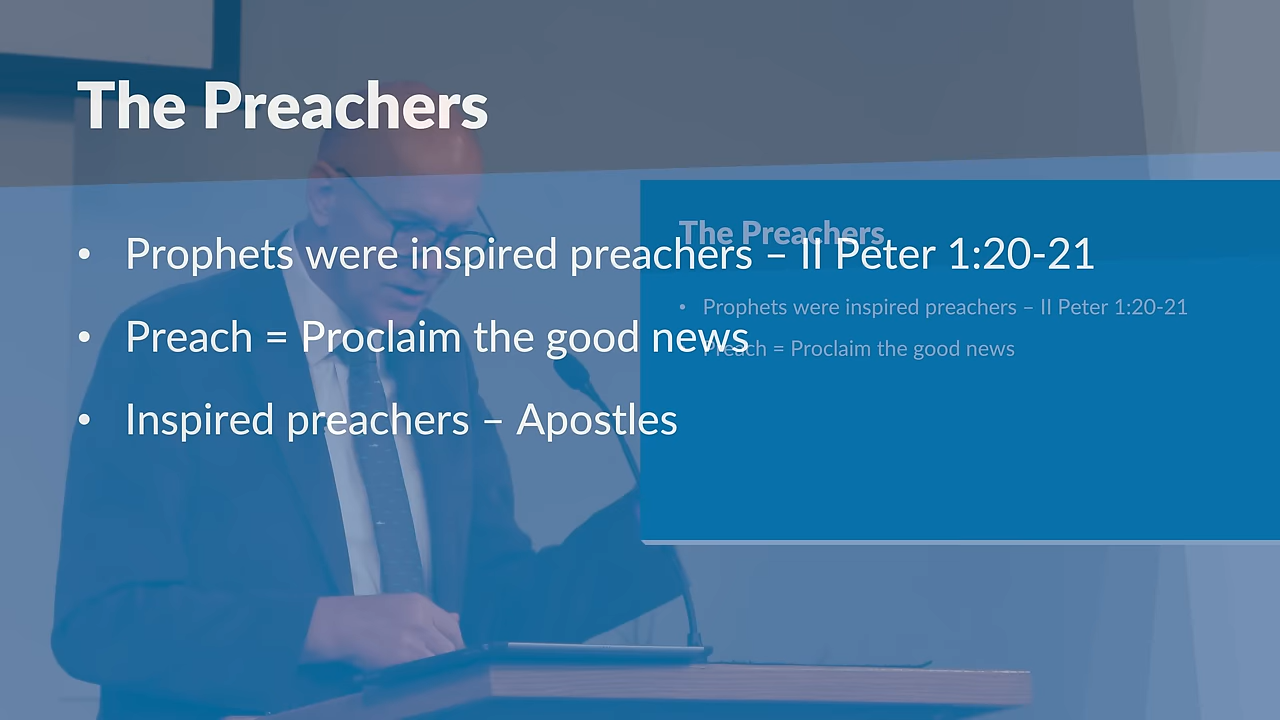 The Preachers
• Prophets were inspired preachers – II Peter 1:20-21
• Preach = Proclaim the good news
• Inspired preachers – Apostles
The Preachers
• Prophets were inspired preachers – II Peter 1:20-21
Preach = Proclaim the good news